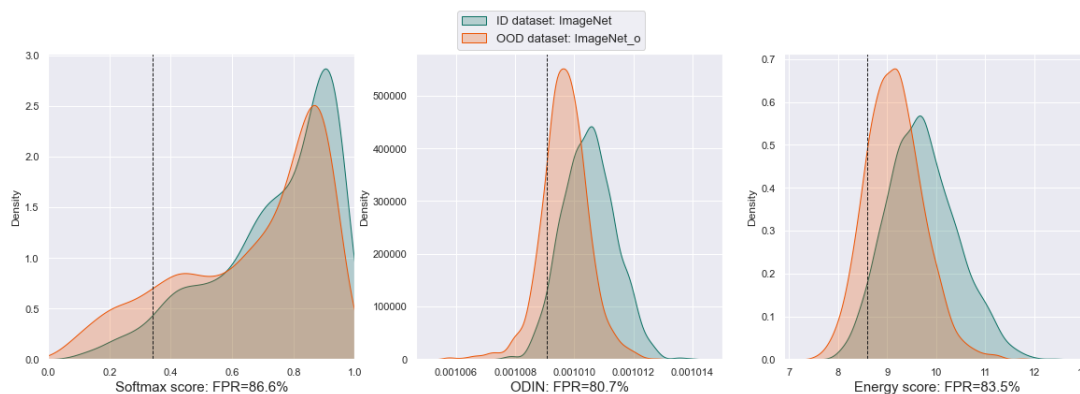 ID dataset: ImageNet
OOD dataset: ImageNet_o
Density
3.0
2.5
2.0
1.5
1.0
0.5
0.0
0.0 0.2 0.4 0.6 0.8 1.0
Softmax score: FPR=86.6%
Density
500000
400000
300000
200000
100000
0
0.001006 0.001008 0.001010 0.001012 0.001014
ODIN: FPR=80.7%
Density
0.7
0.6
0.5
0.4
0.3
0.2
0.1
0.0
7 8 9 10 11 12 13
Energy score: FPR=83.5%